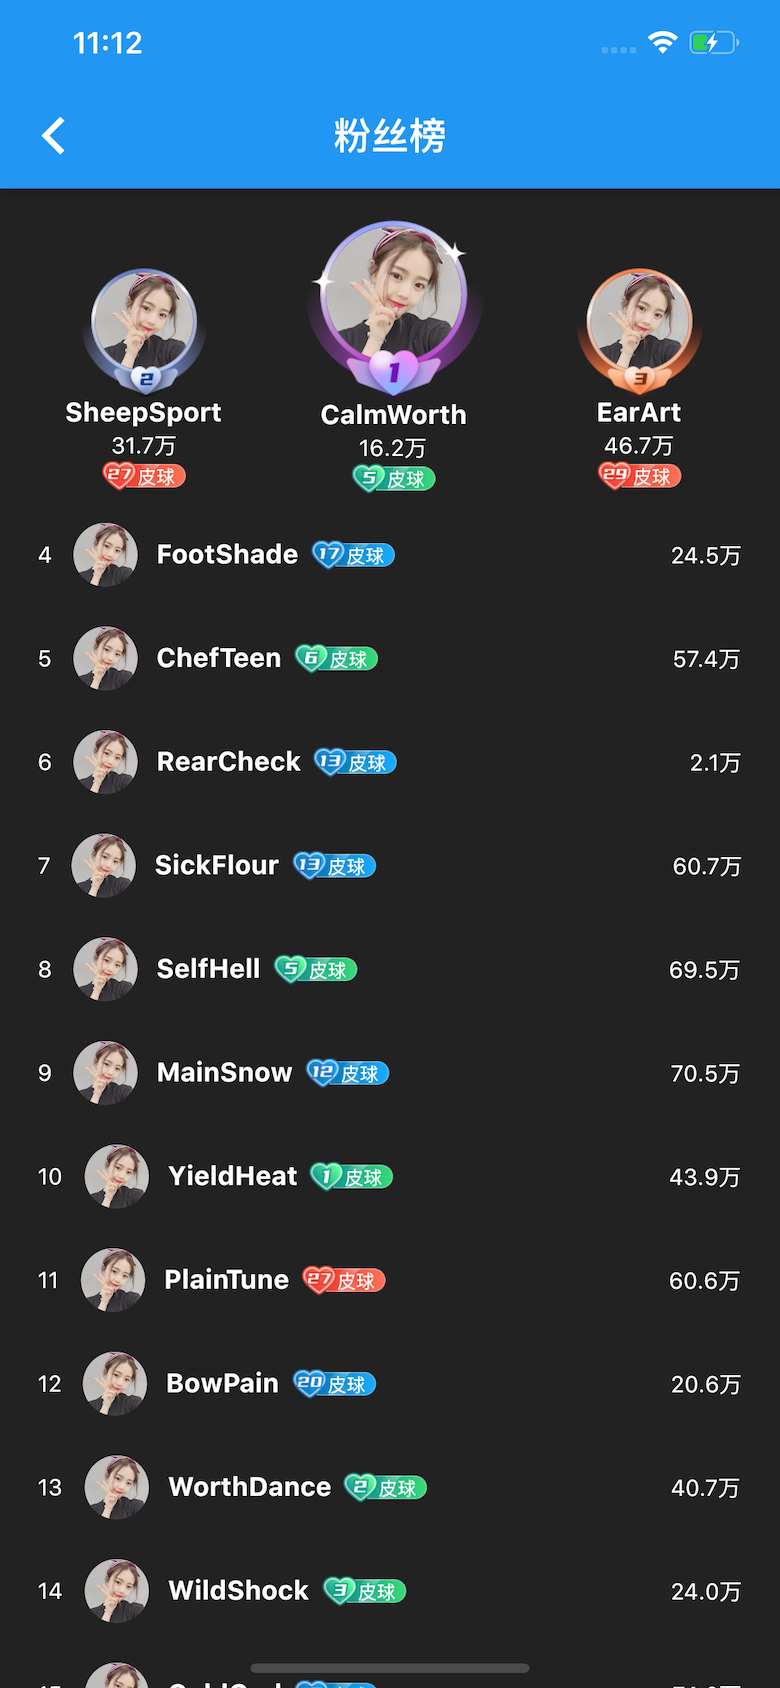 11:12
粉丝榜
2
SheepSport
31.7万
27 皮球
1
CalmWorth
16.2万
5 皮球
3
EarArt
46.7万
29 皮球
4 FootShade 17 皮球 24.5万
5 ChefTeen 6 皮球 57.4万
6 RearCheck 13 皮球 2.1万
7 SickFlour 13 皮球 60.7万
8 SelfHell 5 皮球 69.5万
9 MainSnow 12 皮球 70.5万
10 YieldHeat 1 皮球 43.9万
11 PlainTune 27 皮球 60.6万
12 BowPain 20 皮球 20.6万
13 WorthDance 2 皮球 40.7万
14 WildShock 3 皮球 24.0万